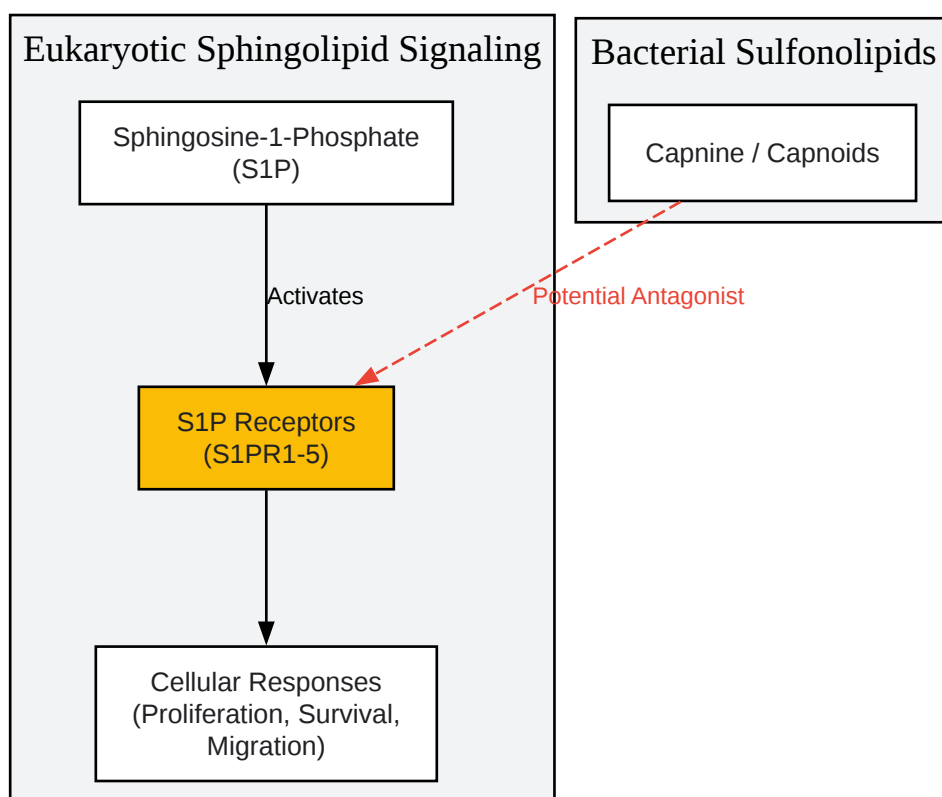 Eukaryotic Sphingolipid Signaling
Sphingosine-1-Phosphate
(S1P)
Activates
S1P Receptors
(S1PR1-5)
Cellular Responses
(Proliferation, Survival,
Migration)
Bacterial Sulfonolipids
Capnine / Capnoids
Potential Antagonist